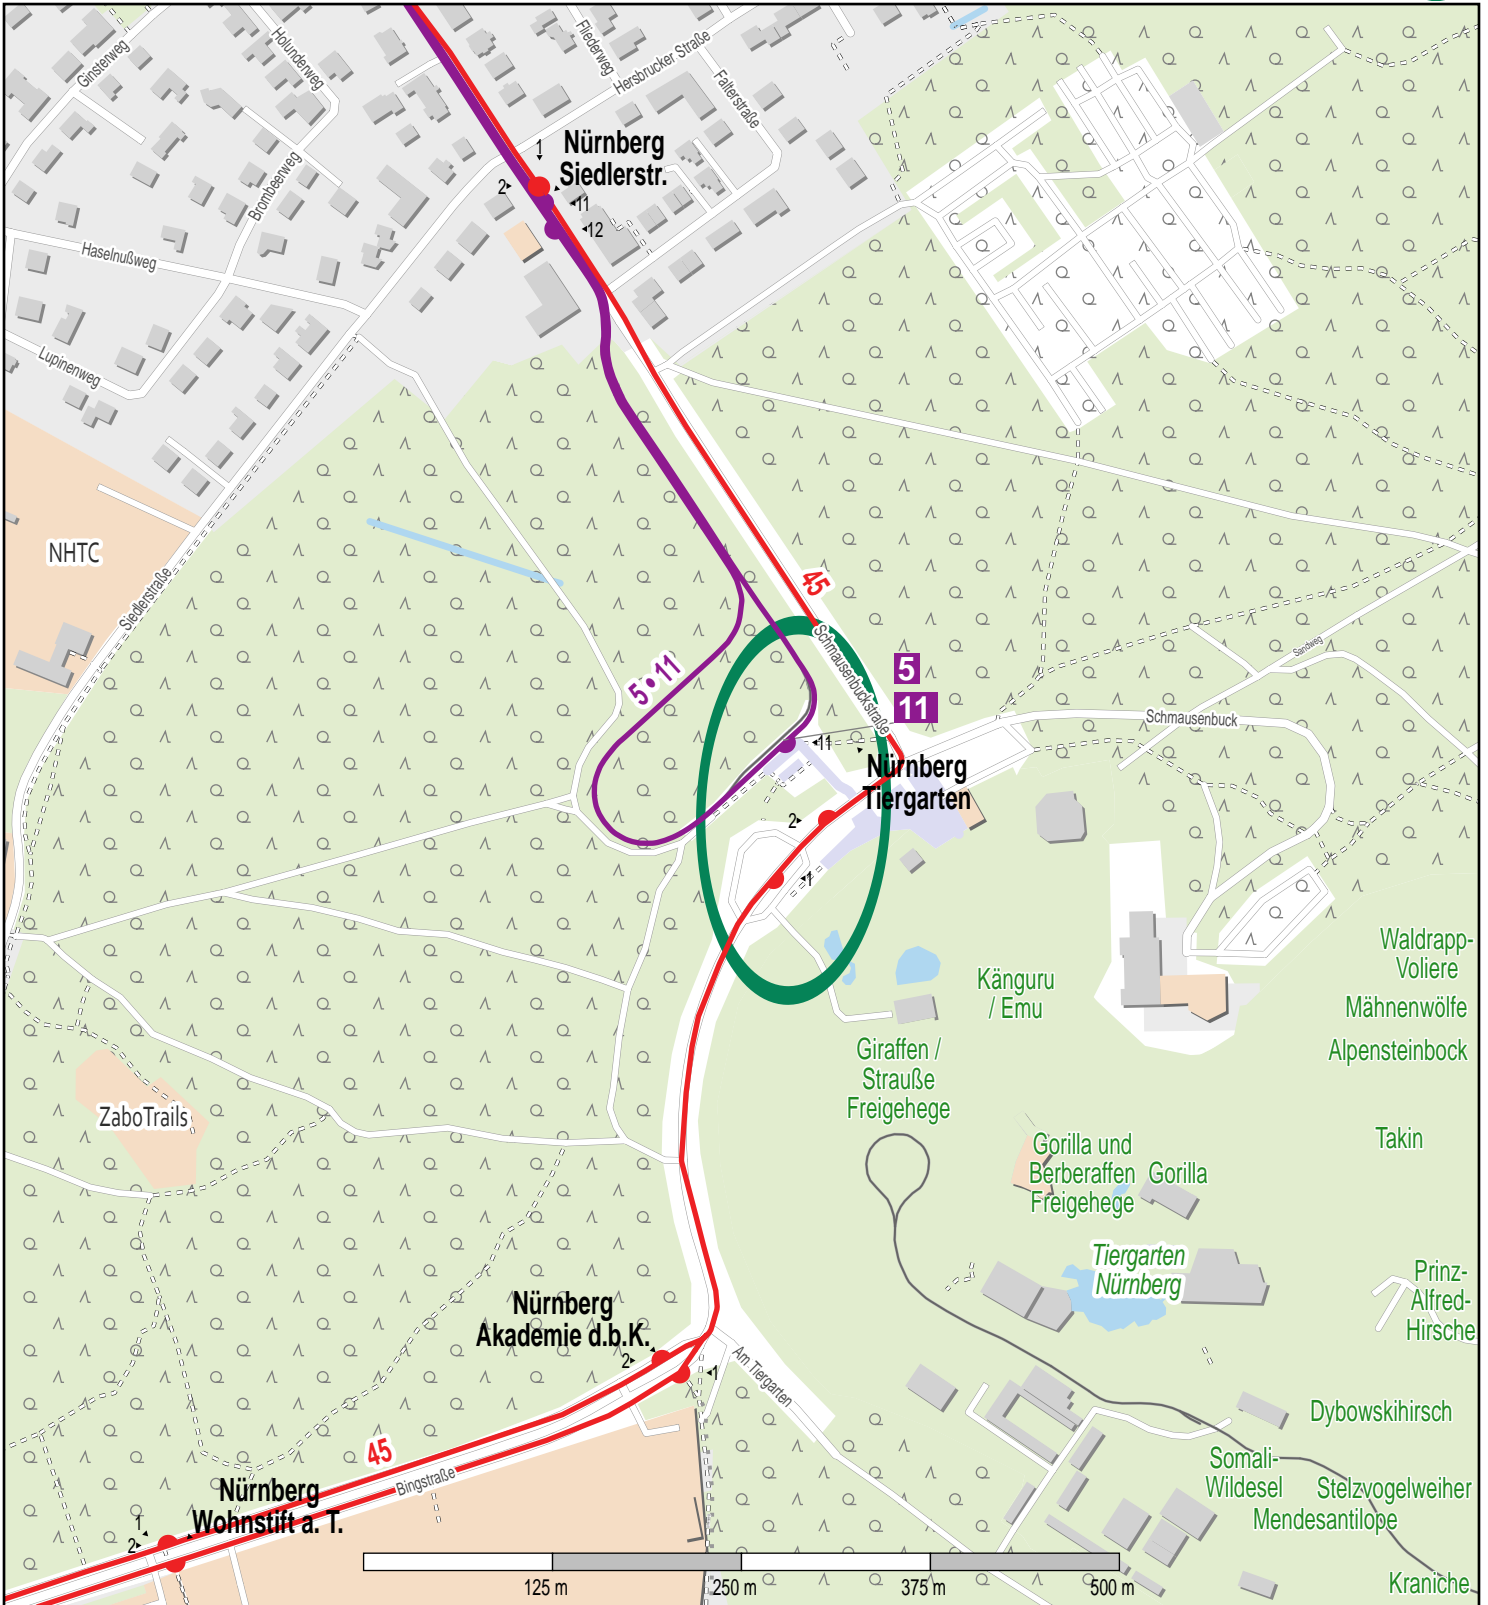 Ginsterweg
Holunderweg
Fliederweg
Hersbrucker Straße
Falterstraße
1
Nürnberg
Siedlerstr.
2
11
12
Brombeerweg
Haselnußweg
Lupinenweg
NHTC
Siedlerstraße
45
Schmausenbuckstraße
5 • 11
5
11
Sandweg
Schmausenbuck
11
Nürnberg
Tiergarten
2
1
Waldrapp-
Voliere
Känguru
/ Emu
Mähnenwölfe
Giraffen /
Strauße
Freigehege
Alpensteinbock
ZaboTrails
Takin
Gorilla und
Berberaffen
Freigehege
Gorilla
Tiergarten
Nürnberg
Prinz-
Alfred-
Hirsche
Nürnberg
Akademie d.b.K.
2
1
Am Tiergarten
Dybowskihirsch
45
Bingstraße
Somali-
Wildesel
Stelzvogelweiher
Mendesantilope
Nürnberg
Wohnstift a. T.
1
2
125 m
250 m
375 m
500 m
Kraniche